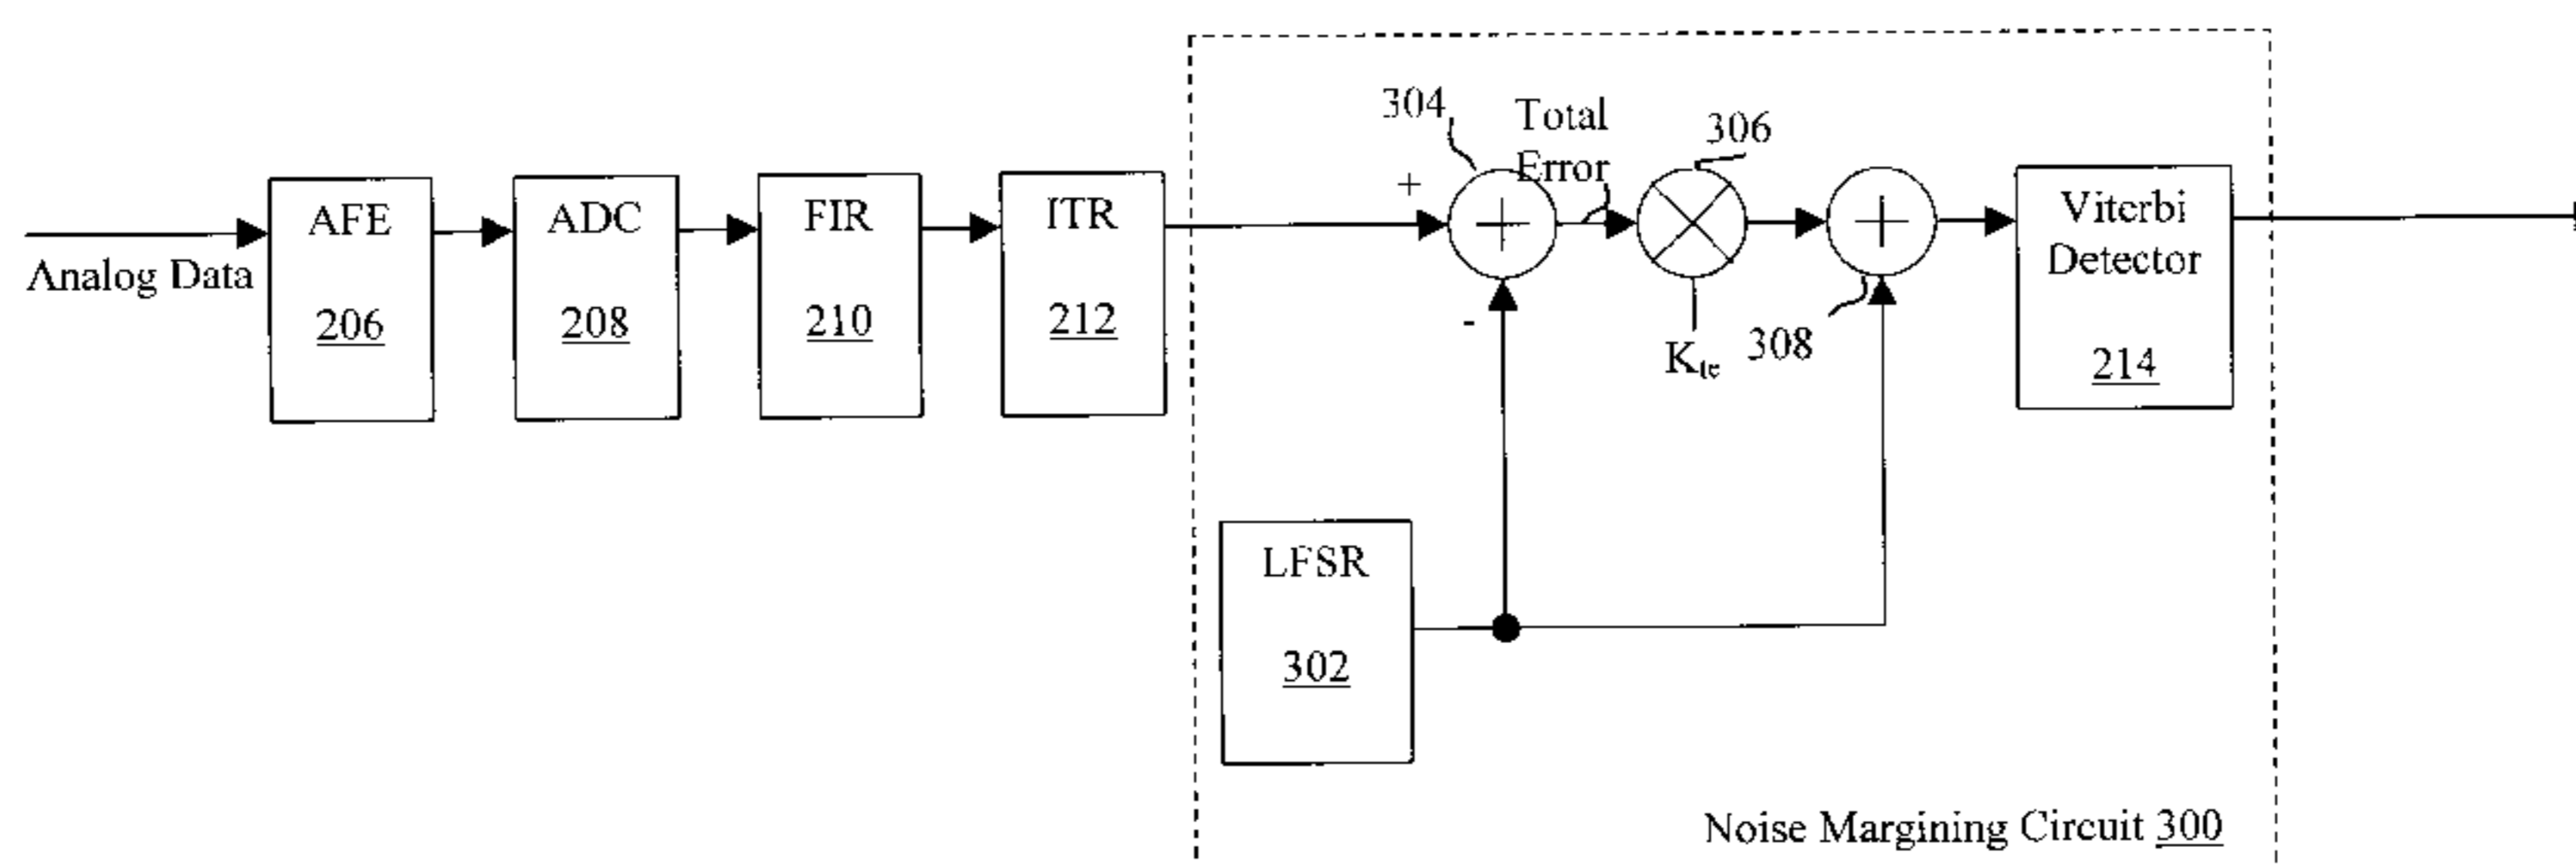 Analog Data
AFE
206
ADC
208
FIR
210
ITR
212
304
+
-
Total
Error
306
K_te
308
Viterbi
Detector
214
LFSR
302
Noise Margining Circuit 300